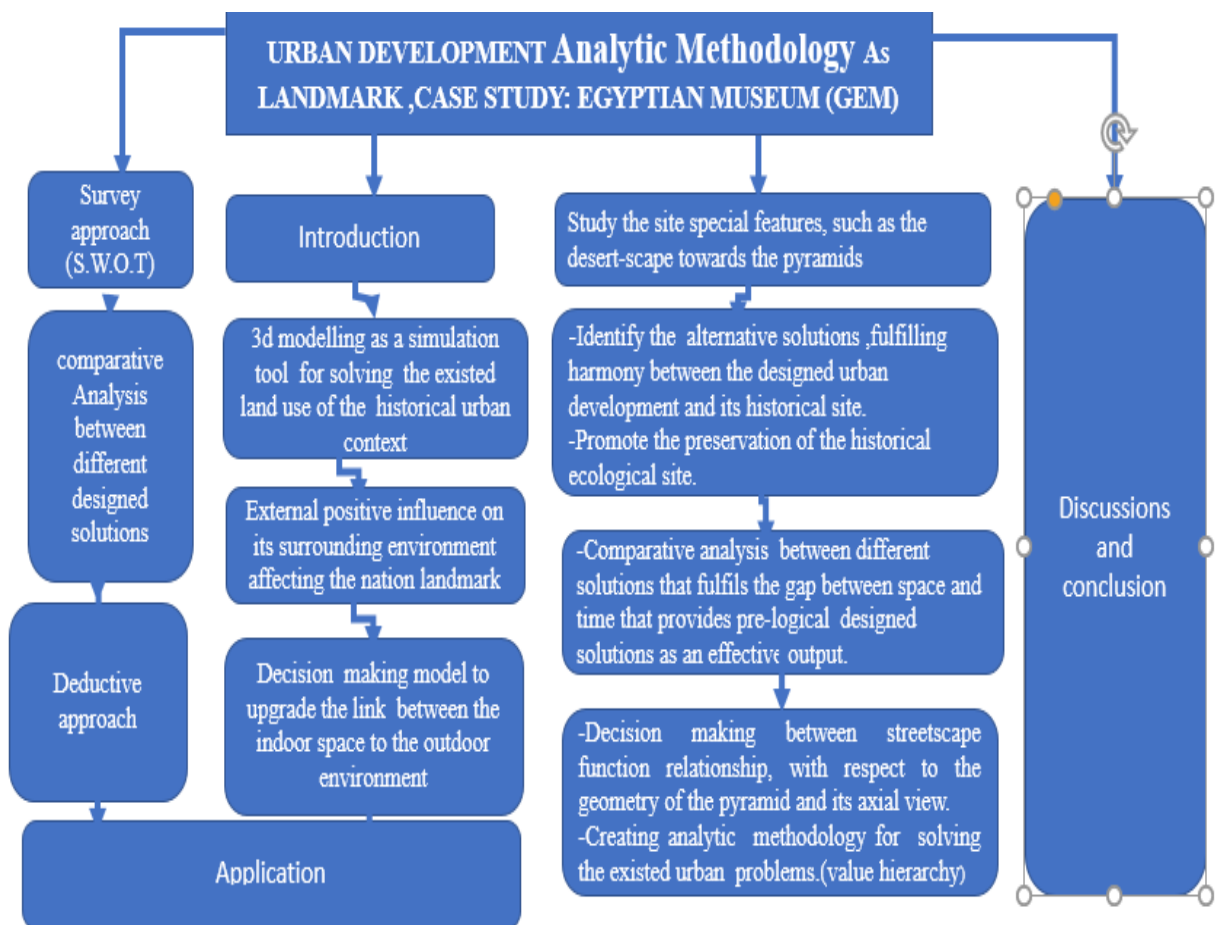 URBAN DEVELOPMENT Analytic Methodology As
LANDMARK ,CASE STUDY: EGYPTIAN MUSEUM (GEM)
Survey
approach
(S.W.O.T)
comparative
Analysis
between
different
designed
solutions
Deductive
approach
Introduction
3d modelling as a simulation
tool for solving the existed
land use of the historical urban
context
External positive influence on
its surrounding environment
affecting the nation landmark
Decision making model to
upgrade the link between the
indoor space to the outdoor
environment
Application
Study the site special features, such as the
desert-scape towards the pyramids
-Identify the alternative solutions ,fulfilling
harmony between the designed urban
development and its historical site.
-Promote the preservation of the historical
ecological site.
-Comparative analysis between different
solutions that fulfils the gap between space and
time that provides pre-logical designed
solutions as an effective output.
-Decision making between streetscape
function relationship, with respect to the
geometry of the pyramid and its axial view.
-Creating analytic methodology for solving
the existed urban problems.(value hierarchy)
Discussions
and
conclusion